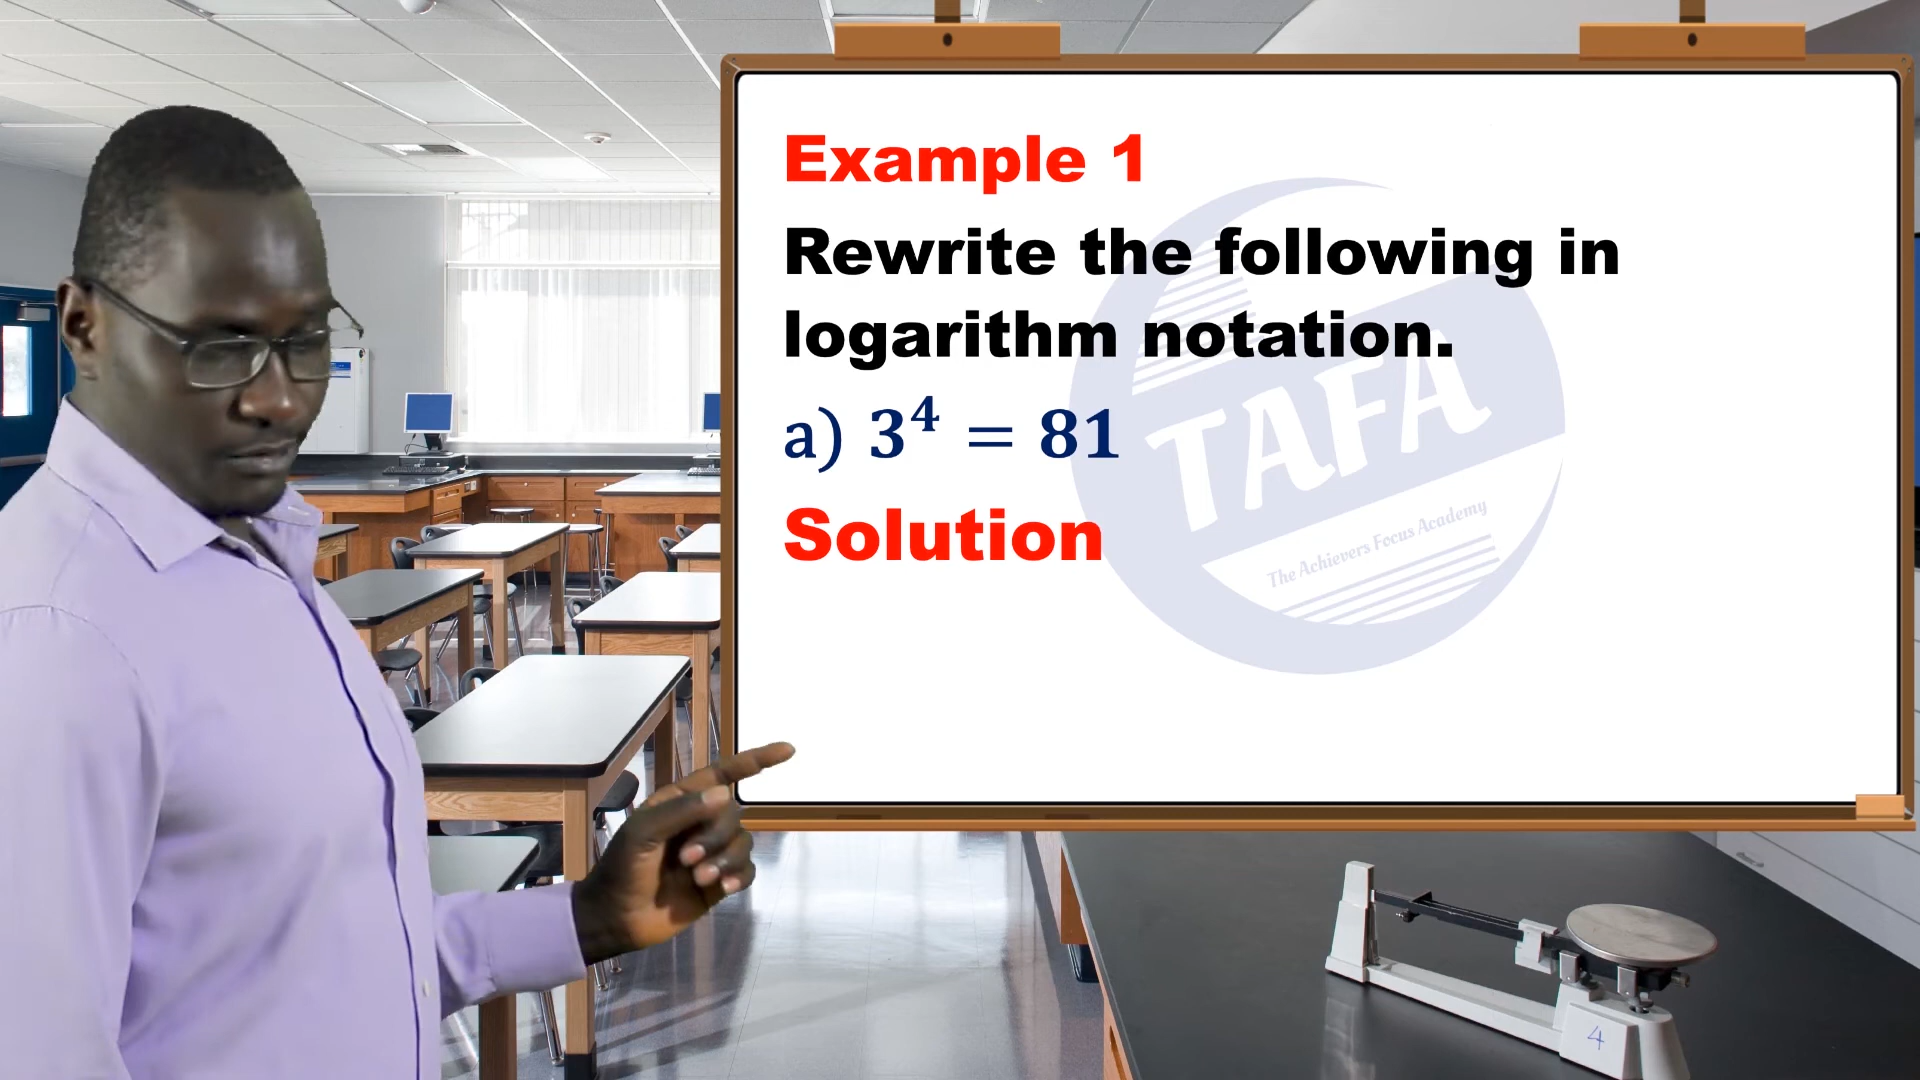 Example 1
Rewrite the following in
logarithm notation.
a) 3⁴ = 81
Solution
TAFA
The Achievers Focus Academy
4